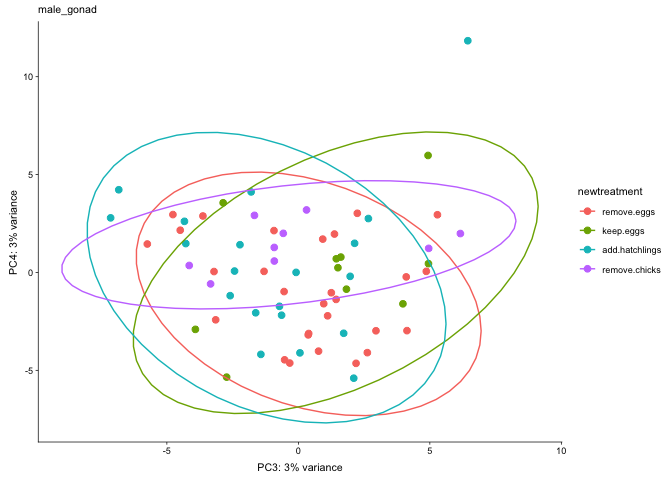 male_gonad
10
5
0
-5
PC4: 3% variance
-5
0
5
10
PC3: 3% variance
newtreatment
remove.eggs
keep.eggs
add.hatchlings
remove.chicks